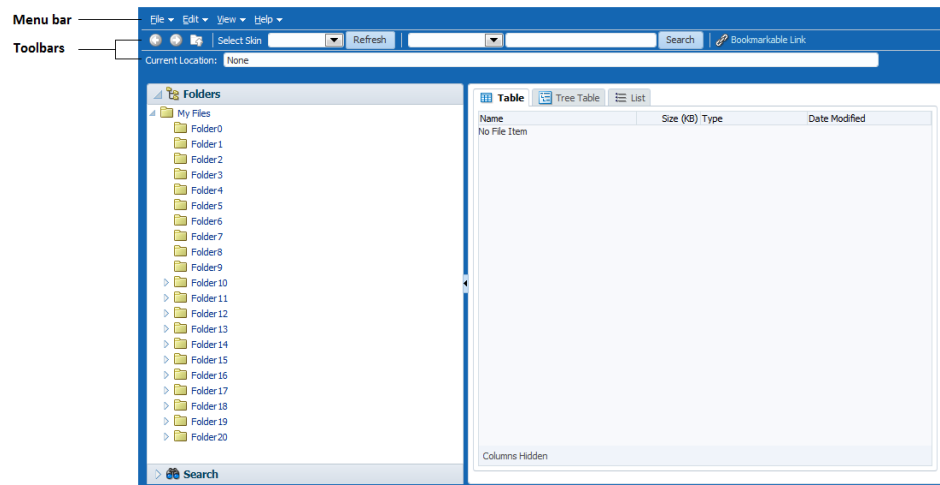 Menu bar
File Edit View Help
Toolbars
Select Skin Refresh Search Bookmarkable Link
Current Location: None
Folders
My Files
Folder0
Folder1
Folder2
Folder3
Folder4
Folder5
Folder6
Folder7
Folder8
Folder9
Folder10
Folder11
Folder12
Folder13
Folder14
Folder15
Folder16
Folder17
Folder18
Folder19
Folder20
Search
Table Tree Table List
Name Size (KB) Type Date Modified
No File Item
Columns Hidden